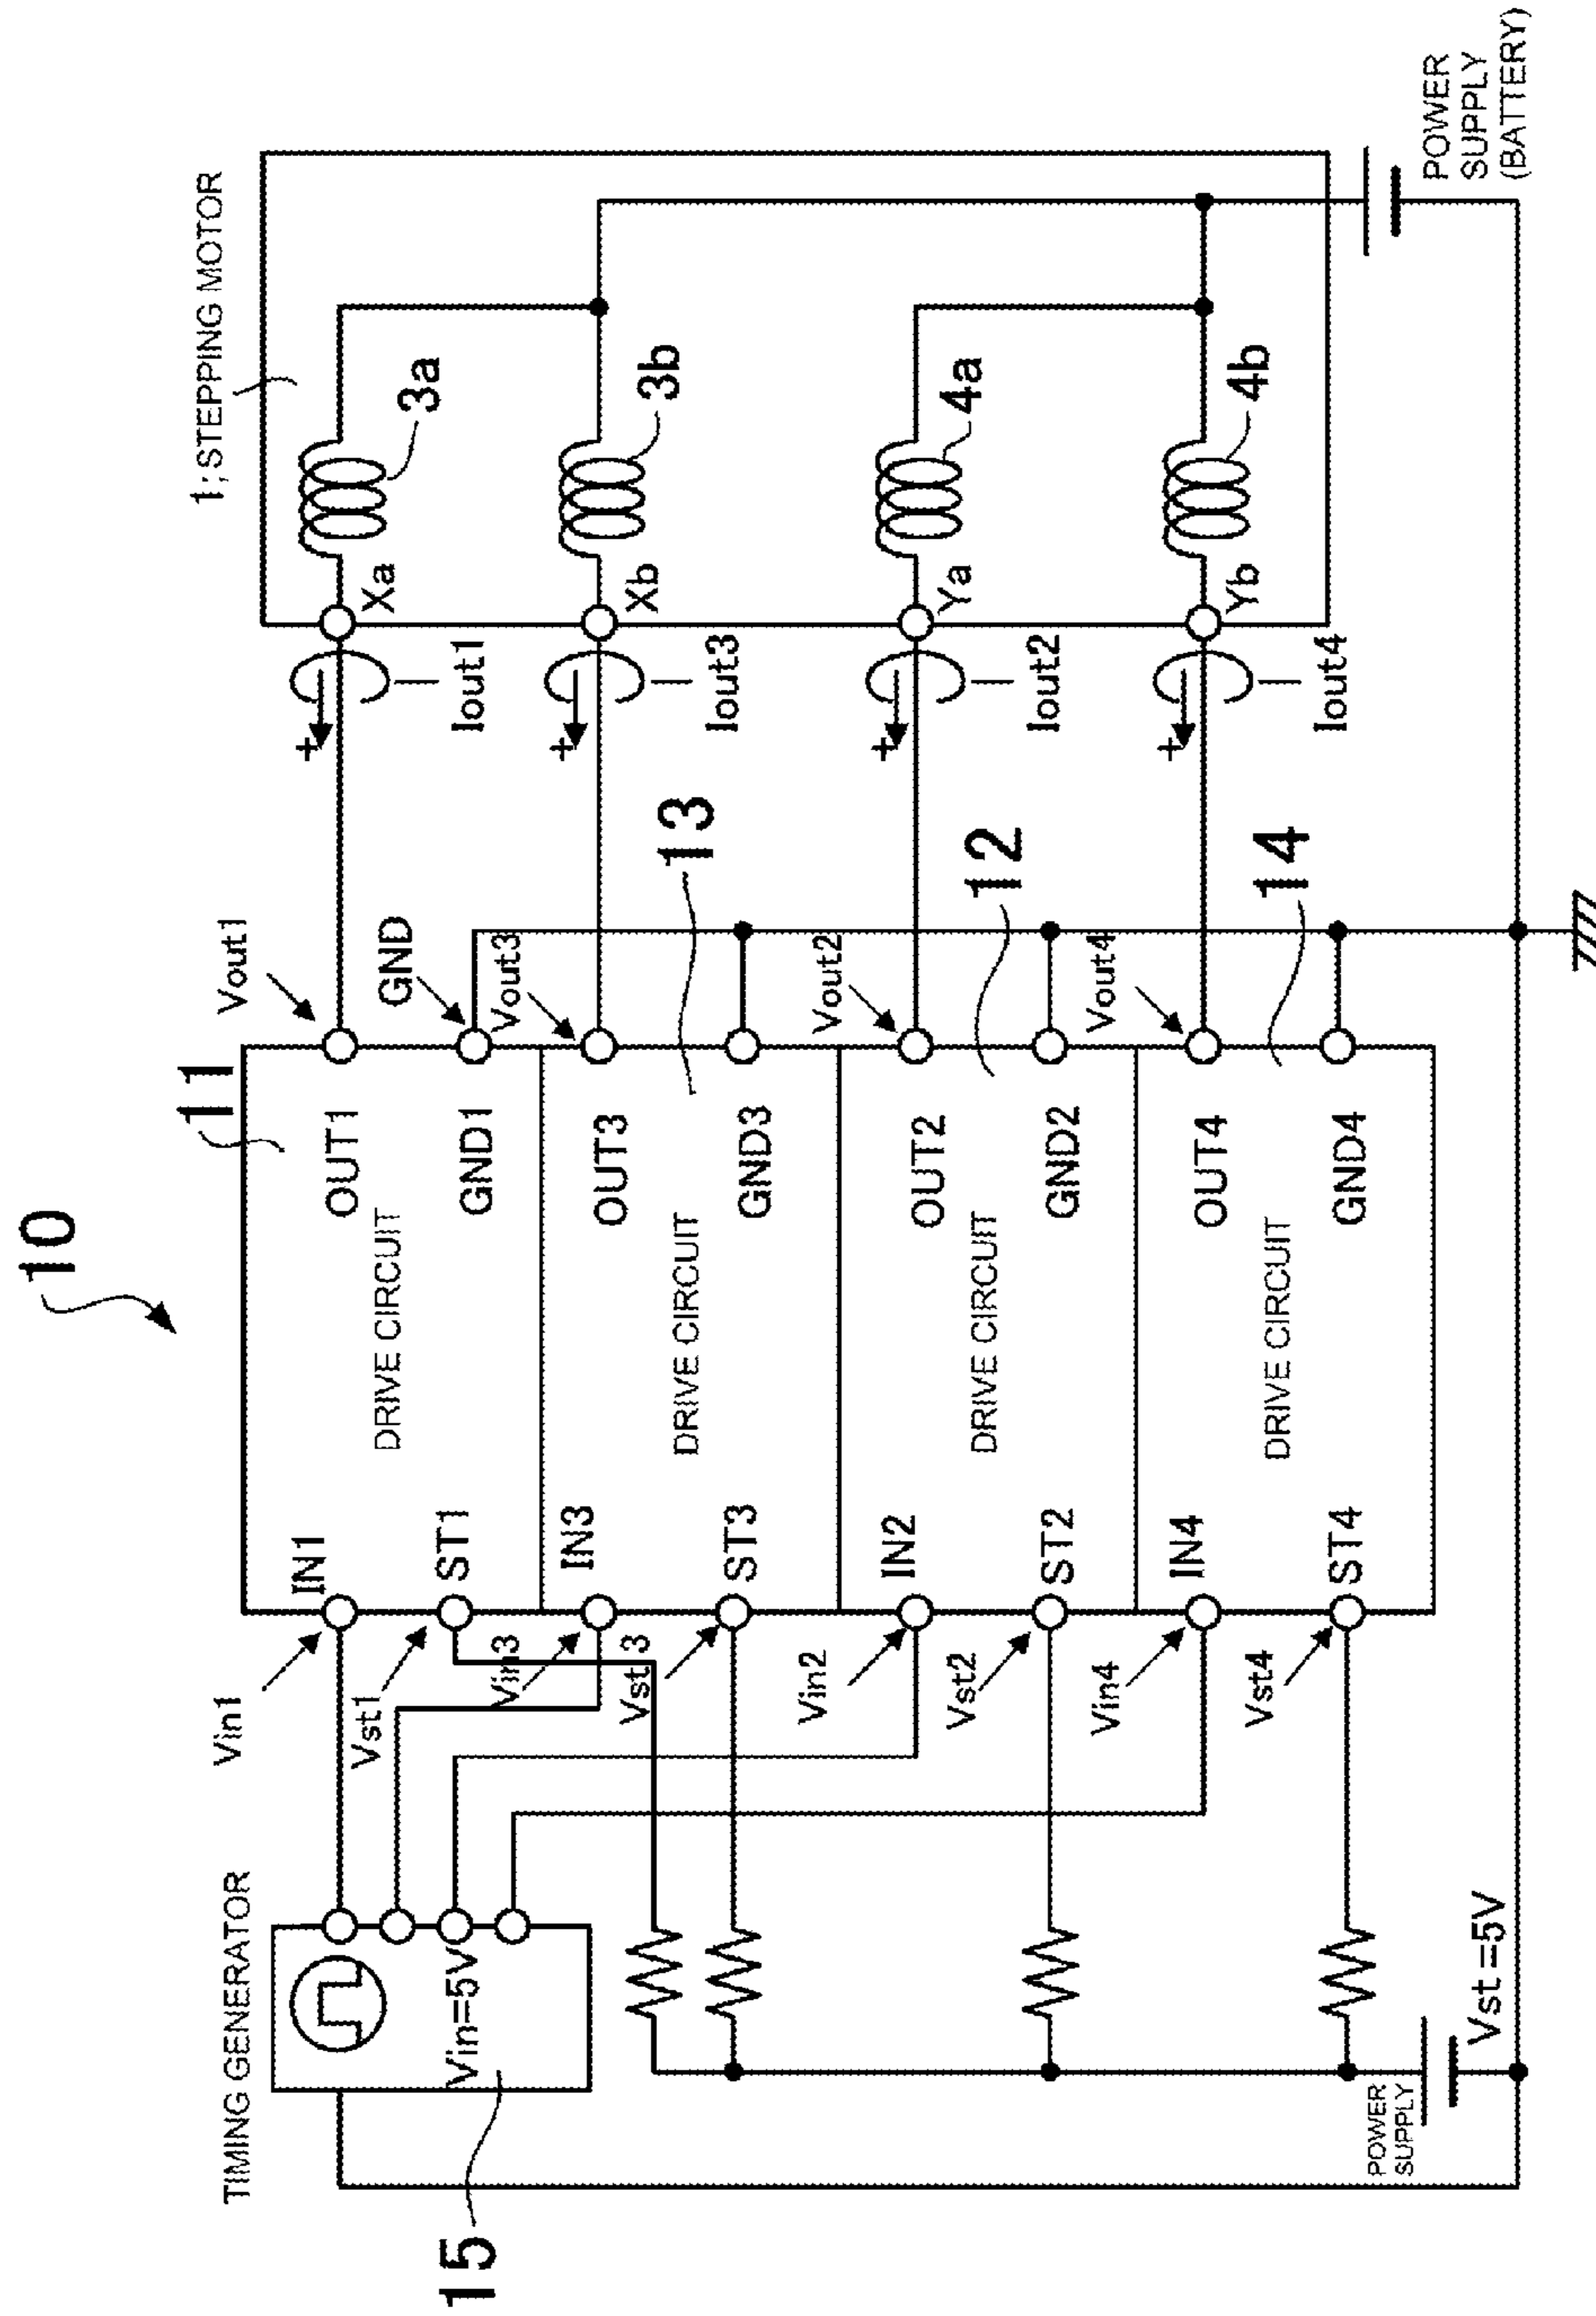 10
TIMING GENERATOR
Vin=5V
15
Vin1
Vst1
Vin3
Vst 3
Vin2
Vst2
Vin4
Vst4
POWER
SUPPLY
Vst =5V
11
IN1
ST1
DRIVE CIRCUIT
OUT1
GND1
IN3
ST3
DRIVE CIRCUIT
OUT3
GND3
13
IN2
ST2
DRIVE CIRCUIT
OUT2
GND2
12
IN4
ST4
DRIVE CIRCUIT
OUT4
GND4
14
Vout1
GND
Vout3
Vout2
Vout4
+
Iout1
+
Iout3
+
Iout2
+
Iout4
1; STEPPING MOTOR
Xa
3a
Xb
3b
Ya
4a
Yb
4b
POWER
SUPPLY
(BATTERY)